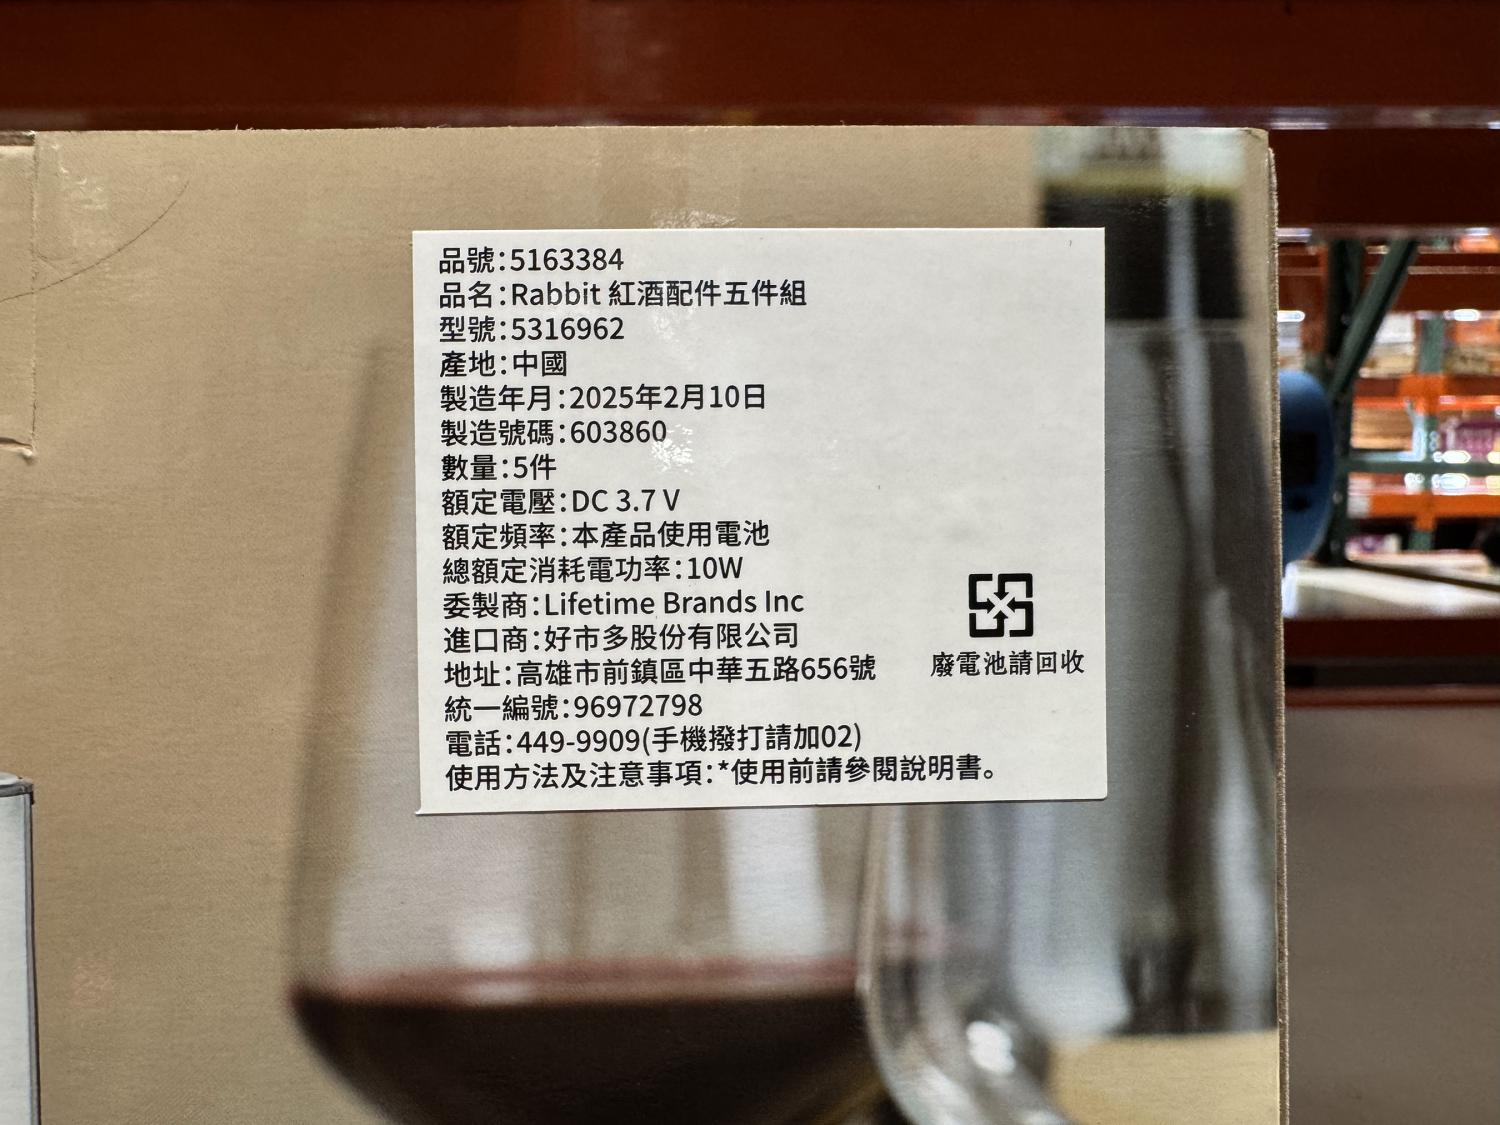 品號:5163384
品名:Rabbit 紅酒配件五件組
型號:5316962
產地:中國
製造年月:2025年2月10日
製造號碼:603860
數量:5件
額定電壓:DC 3.7 V
額定頻率:本產品使用電池
總額定消耗電功率:10W
委製商:Lifetime Brands Inc
進口商:好市多股份有限公司
地址:高雄市前鎮區中華五路656號
統一編號:96972798
電話:449-9909(手機撥打請加02)
使用方法及注意事項:*使用前請參閱說明書。
廢電池請回收